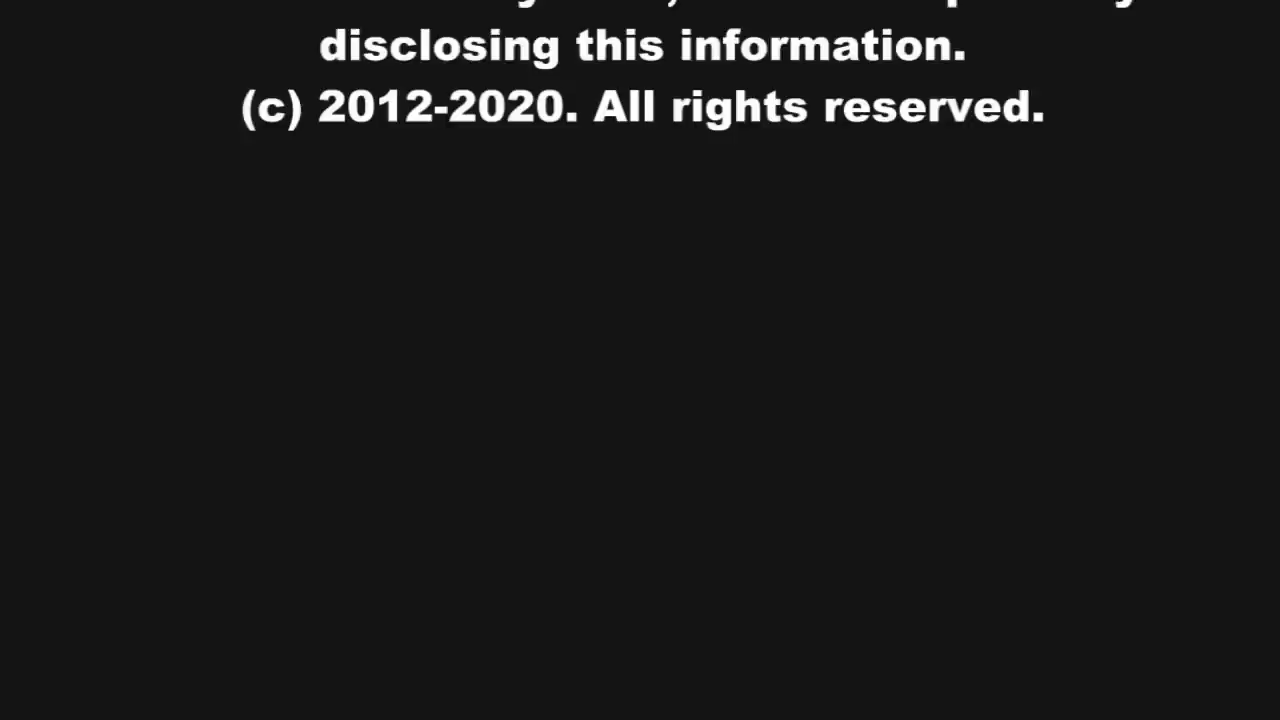 disclosing this information.
(c) 2012-2020. All rights reserved.